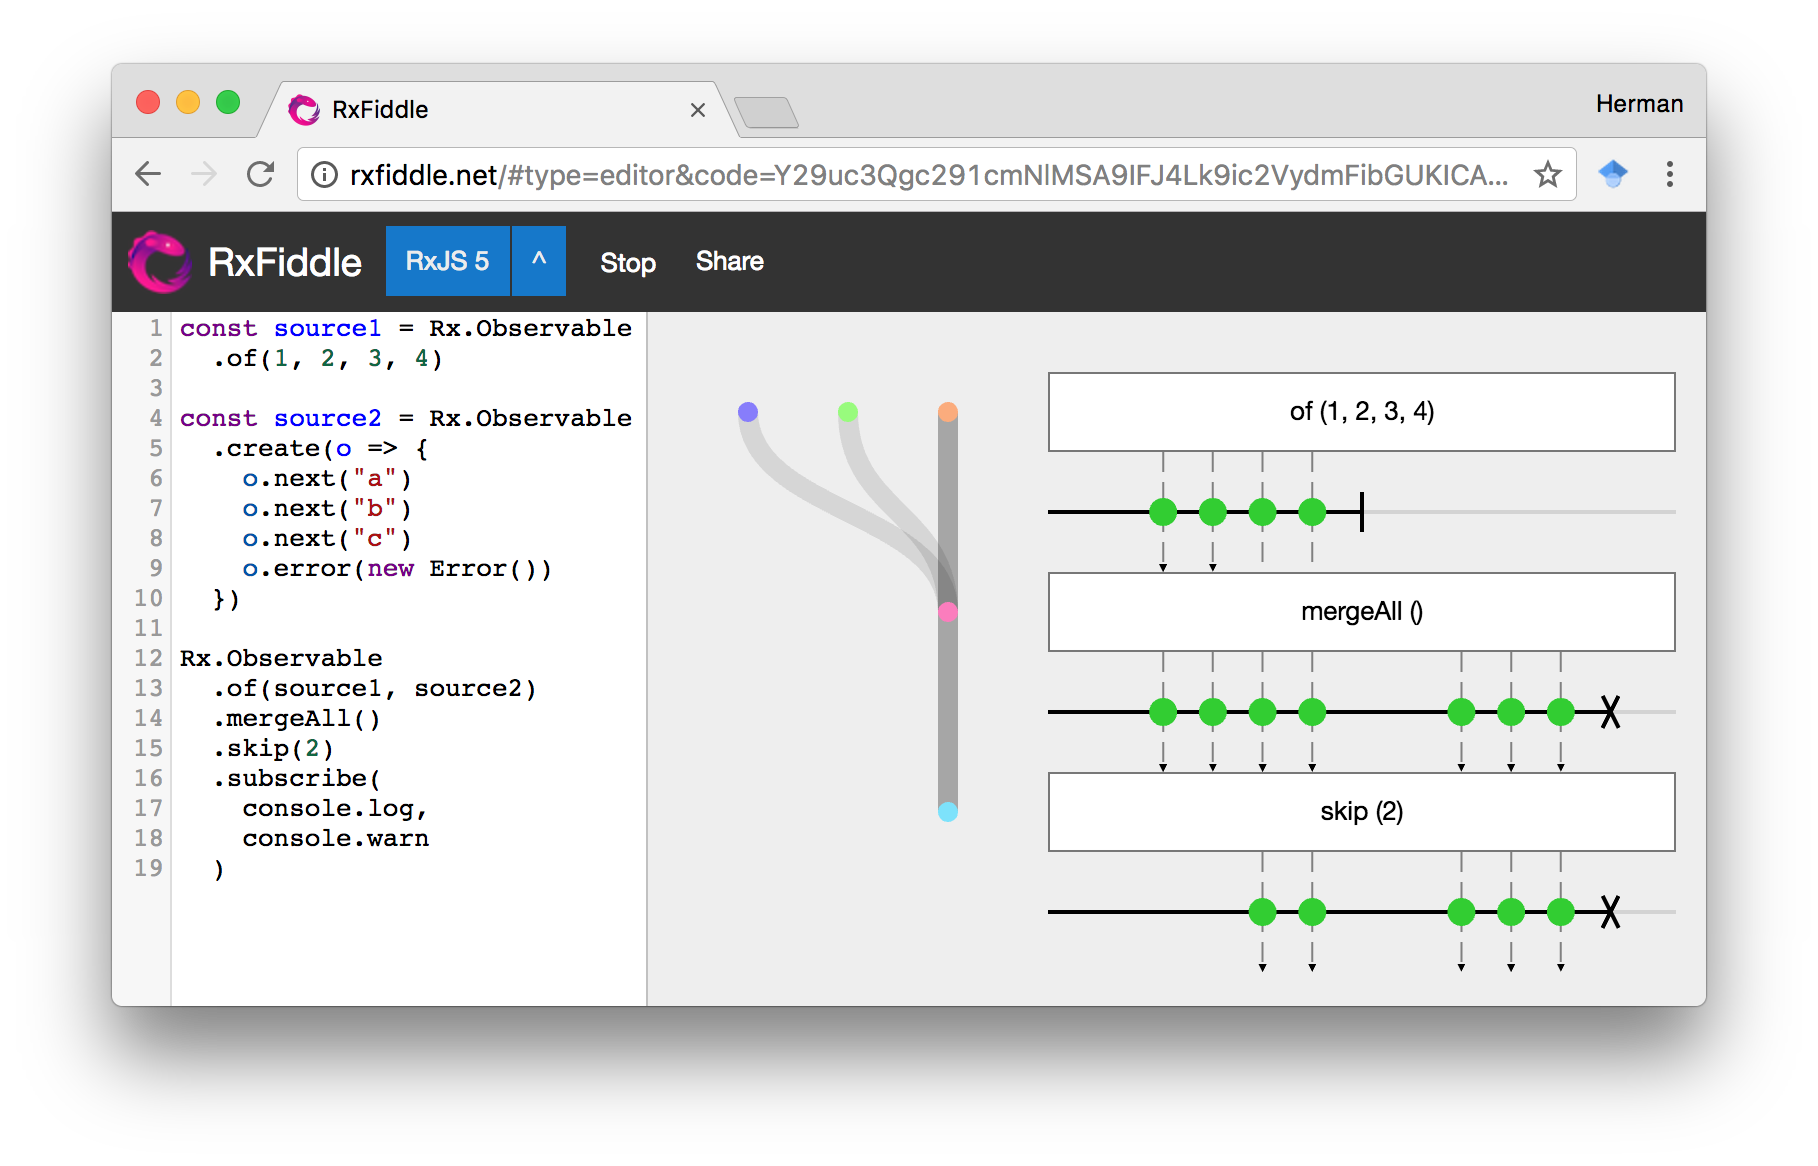 RxFiddle
Herman
rxfiddle.net/#type=editor&code=Y29uc3Qgc291cmNlMSA9IFJ4Lk9ic2VydmFibGUKICA...
RxFiddle
RxJS 5
^
Stop
Share
1 const source1 = Rx.Observable
2 .of(1, 2, 3, 4)
3
4 const source2 = Rx.Observable
5 .create(o => {
6 o.next("a")
7 o.next("b")
8 o.next("c")
9 o.error(new Error())
10 })
11
12 Rx.Observable
13 .of(source1, source2)
14 .mergeAll()
15 .skip(2)
16 .subscribe(
17 console.log,
18 console.warn
19 )
of (1, 2, 3, 4)
mergeAll ()
skip (2)